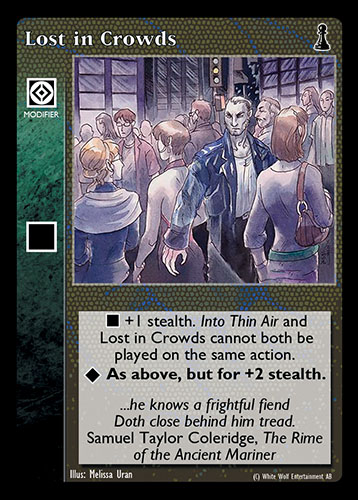 Lost in Crowds
MODIFIER
+1 stealth. Into Thin Air and
Lost in Crowds cannot both be
played on the same action.
As above, but for +2 stealth.
...he knows a frightful fiend
Doth close behind him tread.
Samuel Taylor Coleridge, The Rime
of the Ancient Mariner
Illus: Melissa Uran
(C) White Wolf Entertainment AB